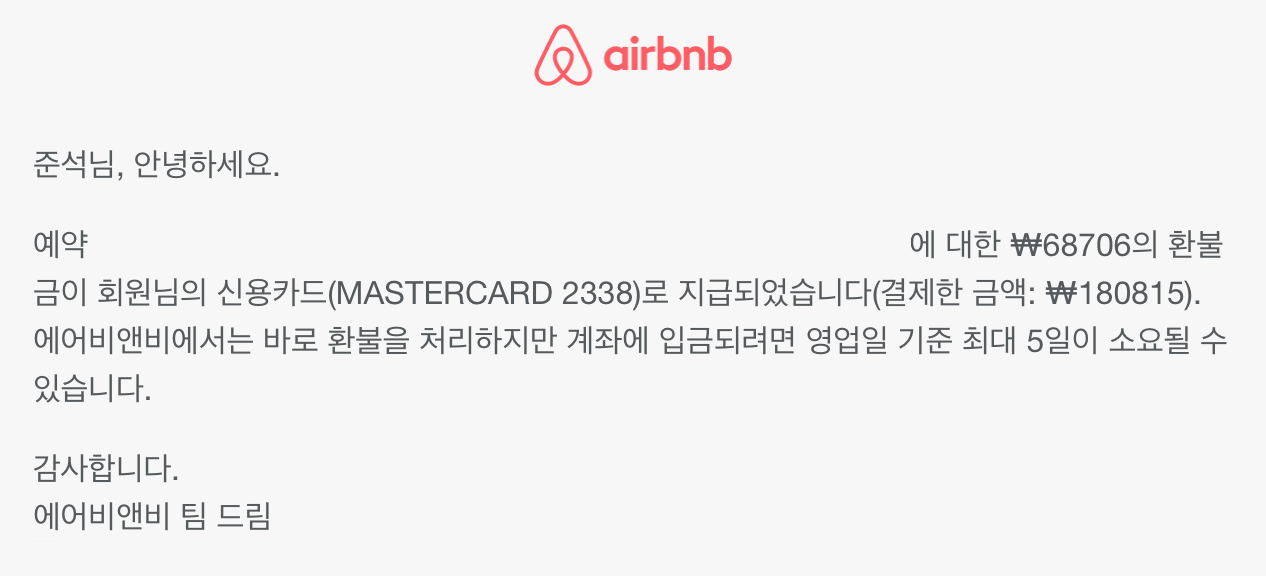 airbnb
준석님, 안녕하세요.
예약 에 대한 ₩68706의 환불
금이 회원님의 신용카드(MASTERCARD 2338)로 지급되었습니다(결제한 금액: ₩180815).
에어비앤비에서는 바로 환불을 처리하지만 계좌에 입금되려면 영업일 기준 최대 5일이 소요될 수
있습니다.
감사합니다.
에어비앤비 팀 드림